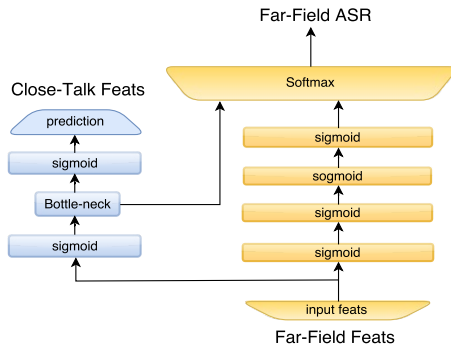 Far-Field ASR
Softmax
Close-Talk Feats
prediction
sigmoid
Bottle-neck
sigmoid
sigmoid
sogmoid
sigmoid
sigmoid
input feats
Far-Field Feats